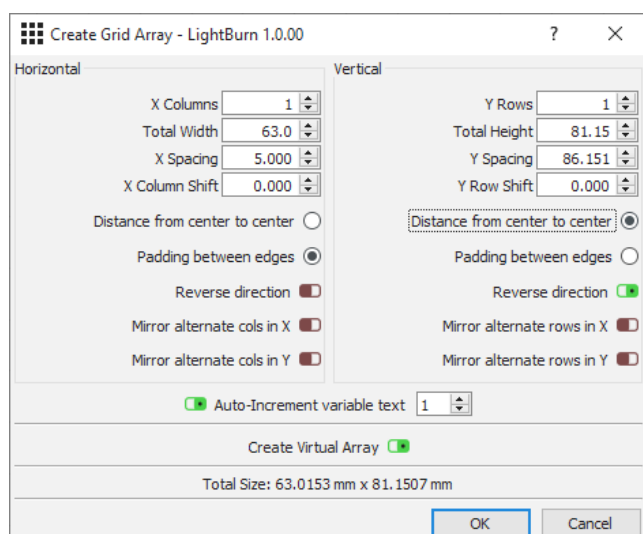 Create Grid Array - LightBurn 1.0.00 ?
Horizontal
X Columns 1
Total Width 63.0
X Spacing 5.000
X Column Shift 0.000
Distance from center to center
Padding between edges
Reverse direction
Mirror alternate cols in X
Mirror alternate cols in Y
Vertical
Y Rows 1
Total Height 81.15
Y Spacing 86.151
Y Row Shift 0.000
Distance from center to center
Padding between edges
Reverse direction
Mirror alternate rows in X
Mirror alternate rows in Y
Auto-Increment variable text 1
Create Virtual Array
Total Size: 63.0153 mm x 81.1507 mm
OK Cancel